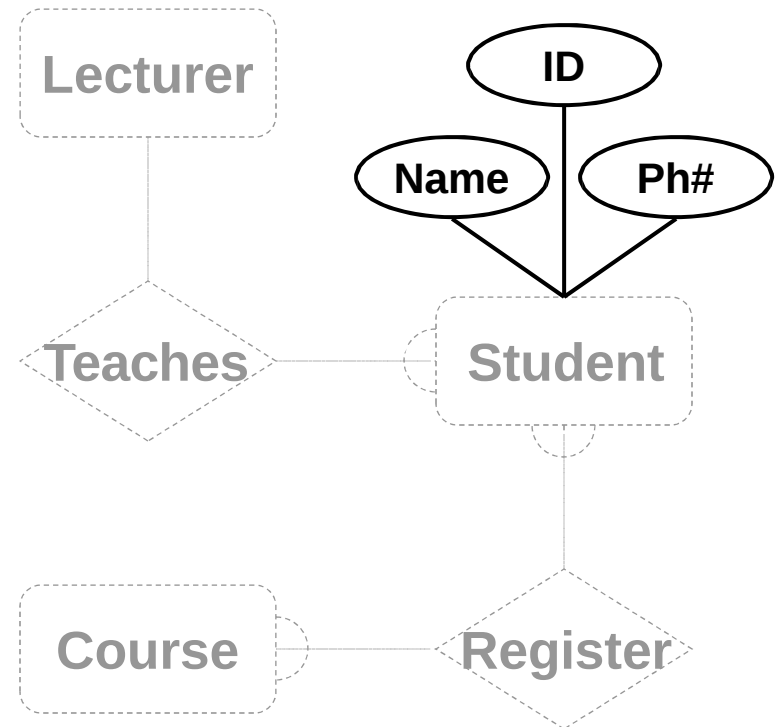 Lecturer
ID
Name
Ph#
Teaches
Student
Course
Register